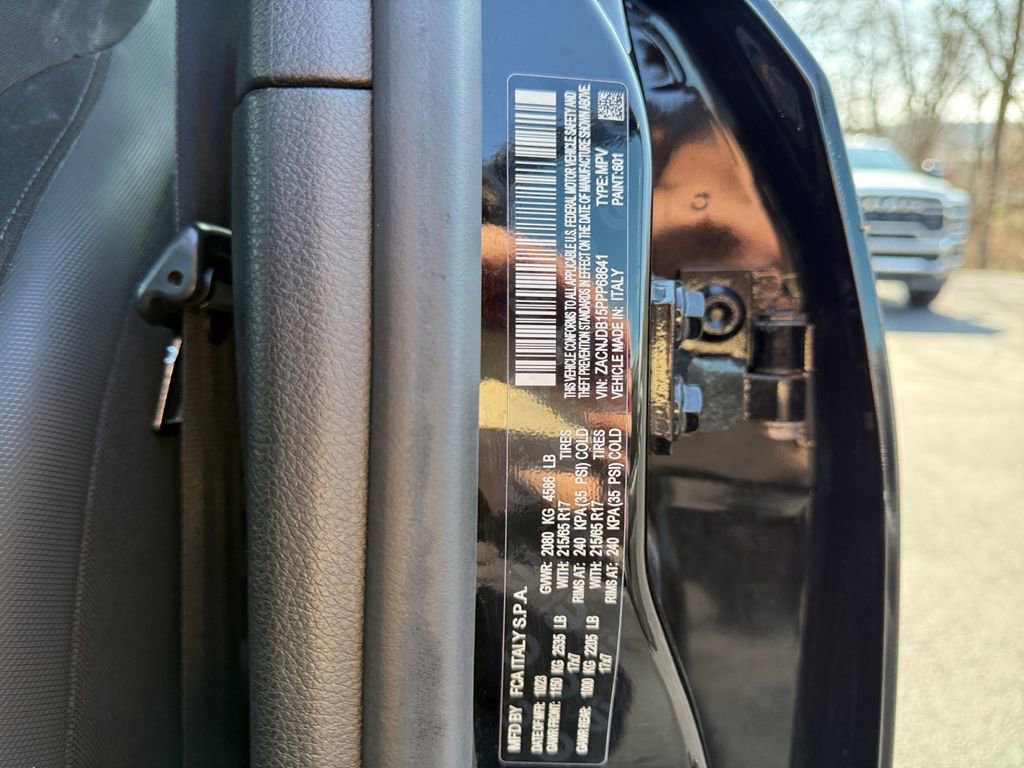 MFD BY FCA ITALY S.P.A.
DATE OF MFR: 11023 GVWR: 2080 KG 4586 LB
GAWR FRONT: 1150 KG 2535 LB WITH: 215/65 R17 TIRES
17x7 RIMS AT: 240 KPA(35 PSI) COLD
GAWR REAR: 1000 KG 2205 LB WITH: 215/65 R17 TIRES
17x7 RIMS AT: 240 KPA(35 PSI) COLD
THIS VEHICLE CONFORMS TO ALL APPLICABLE U.S. FEDERAL MOTOR VEHICLE SAFETY AND
THEFT PREVENTION STANDARDS IN EFFECT ON THE DATE OF MANUFACTURE SHOWN ABOVE.
VIN: ZACNJDB15PPP68641 TYPE: MPV
VEHICLE MADE IN: ITALY PAINT: 601